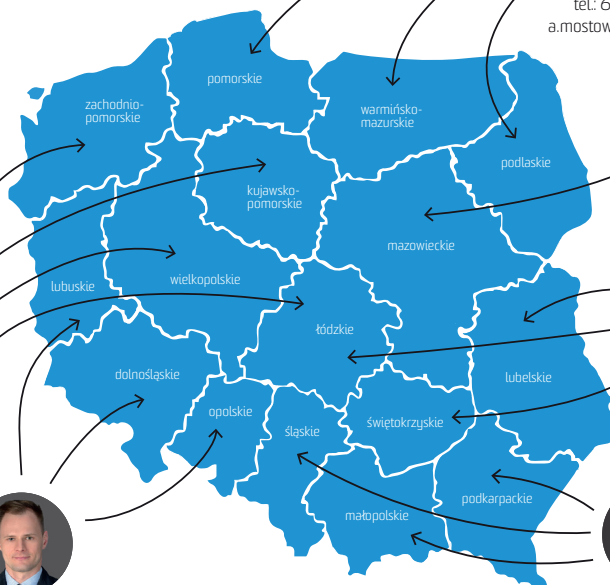 tel.: 6
a.mostow
pomorskie
zachodnio-
pomorskie
warmińsko-
mazurskie
podlaskie
kujawsko-
pomorskie
mazowieckie
wielkopolskie
lubuskie
łódzkie
dolnośląskie
lubelskie
opolskie
śląskie
świętokrzyskie
podkarpackie
małopolskie